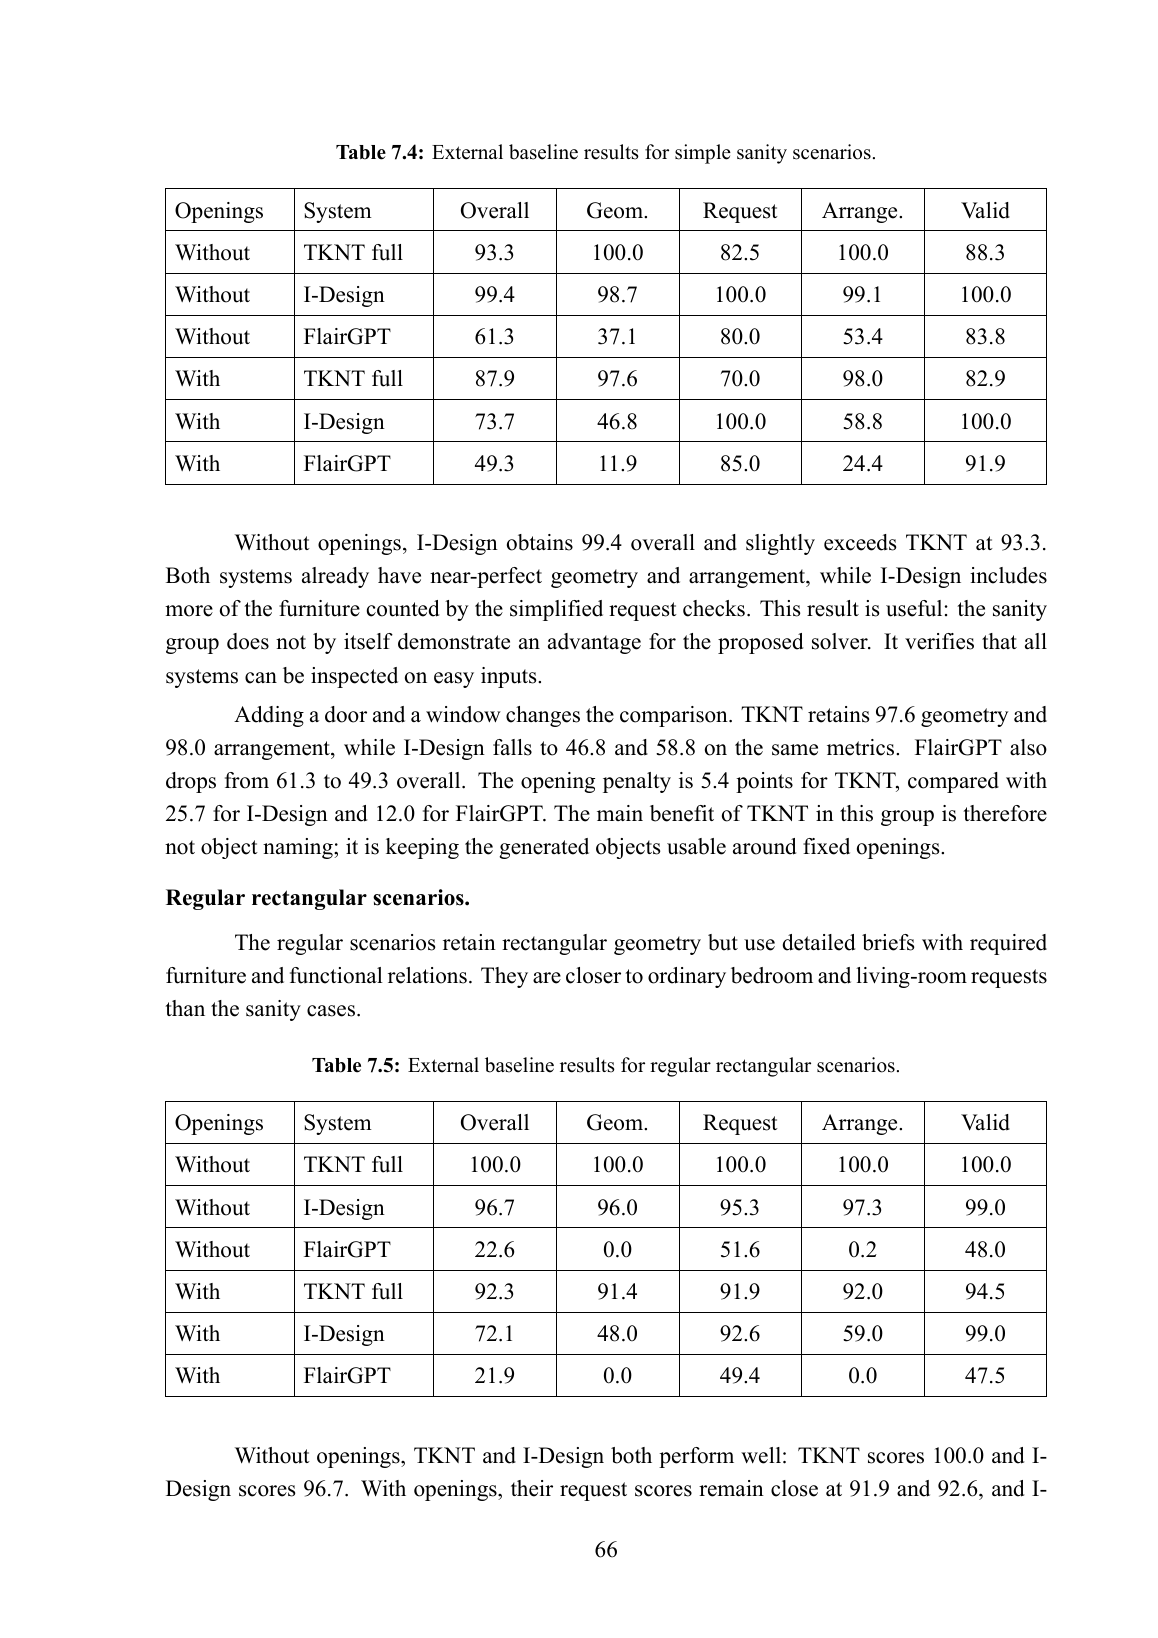 Table 7.4: External baseline results for simple sanity scenarios.
Openings System Overall Geom. Request Arrange. Valid
Without TKNT full 93.3 100.0 82.5 100.0 88.3
Without I-Design 99.4 98.7 100.0 99.1 100.0
Without FlairGPT 61.3 37.1 80.0 53.4 83.8
With TKNT full 87.9 97.6 70.0 98.0 82.9
With I-Design 73.7 46.8 100.0 58.8 100.0
With FlairGPT 49.3 11.9 85.0 24.4 91.9
Without openings, I-Design obtains 99.4 overall and slightly exceeds TKNT at 93.3.
Both systems already have near-perfect geometry and arrangement, while I-Design includes
more of the furniture counted by the simplified request checks. This result is useful: the sanity
group does not by itself demonstrate an advantage for the proposed solver. It verifies that all
systems can be inspected on easy inputs.
Adding a door and a window changes the comparison. TKNT retains 97.6 geometry and
98.0 arrangement, while I-Design falls to 46.8 and 58.8 on the same metrics. FlairGPT also
drops from 61.3 to 49.3 overall. The opening penalty is 5.4 points for TKNT, compared with
25.7 for I-Design and 12.0 for FlairGPT. The main benefit of TKNT in this group is therefore
not object naming; it is keeping the generated objects usable around fixed openings.
Regular rectangular scenarios.
The regular scenarios retain rectangular geometry but use detailed briefs with required
furniture and functional relations. They are closer to ordinary bedroom and living-room requests
than the sanity cases.
Table 7.5: External baseline results for regular rectangular scenarios.
Openings System Overall Geom. Request Arrange. Valid
Without TKNT full 100.0 100.0 100.0 100.0 100.0
Without I-Design 96.7 96.0 95.3 97.3 99.0
Without FlairGPT 22.6 0.0 51.6 0.2 48.0
With TKNT full 92.3 91.4 91.9 92.0 94.5
With I-Design 72.1 48.0 92.6 59.0 99.0
With FlairGPT 21.9 0.0 49.4 0.0 47.5
Without openings, TKNT and I-Design both perform well: TKNT scores 100.0 and I-
Design scores 96.7. With openings, their request scores remain close at 91.9 and 92.6, and I-
66